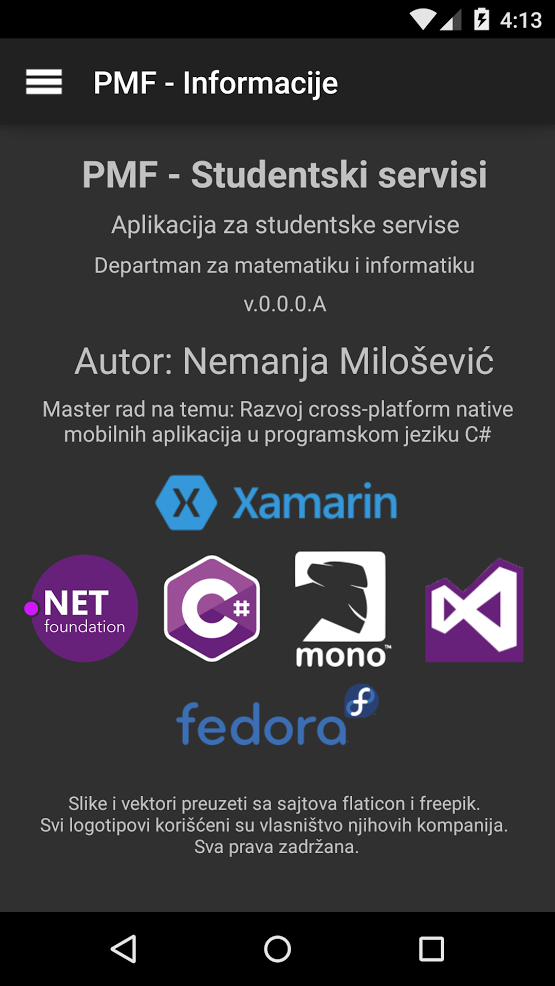 4:13
PMF - Informacije
PMF - Studentski servisi
Aplikacija za studentske servise
Departman za matematiku i informatiku
v.0.0.0.A
Autor: Nemanja Milošević
Master rad na temu: Razvoj cross-platform native
mobilnih aplikacija u programskom jeziku C#
Xamarin
NET
foundation
C#
mono™
fedora
Slike i vektori preuzeti sa sajtova flaticon i freepik.
Svi logotipovi korišćeni su vlasništvo njihovih kompanija.
Sva prava zadržana.